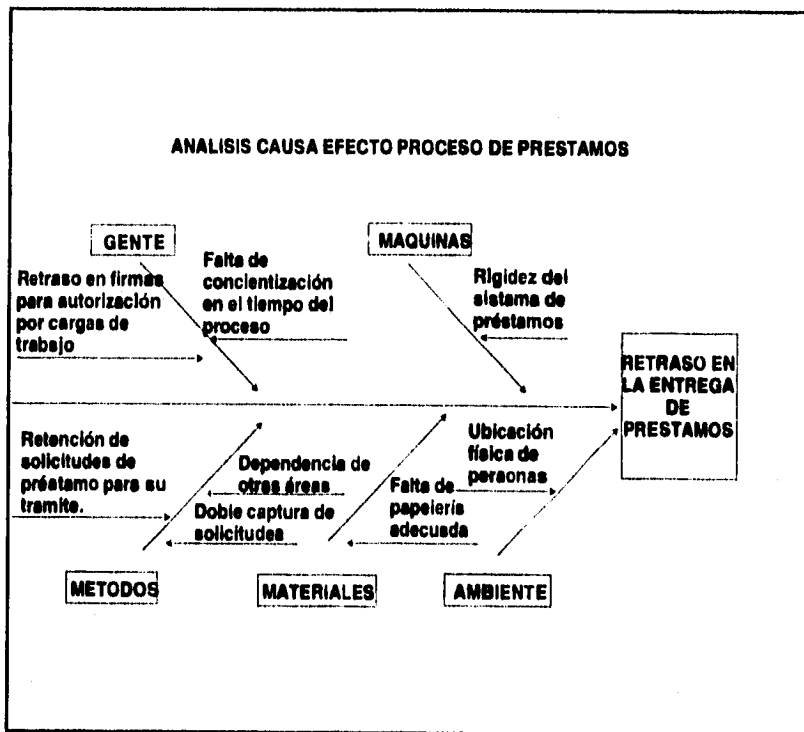 ANALISIS CAUSA EFECTO PROCESO DE PRESTAMOS
GENTE
MAQUINAS
Retraso en firmas
para autorización
por cargas de
trabajo
Falta de
concientización
en el tiempo del
proceso
Rigidez del
sistama de
préstamos
RETRASO EN
LA ENTREGA
DE
PRESTAMOS
Retención de
solicitudes de
préstamo para su
tramite.
Dependencia de
otras áreas
Doble captura de
solicitudes
Falta de
papelería
adecuada
Ubicación
física de
personas
METODOS
MATERIALES
AMBIENTE